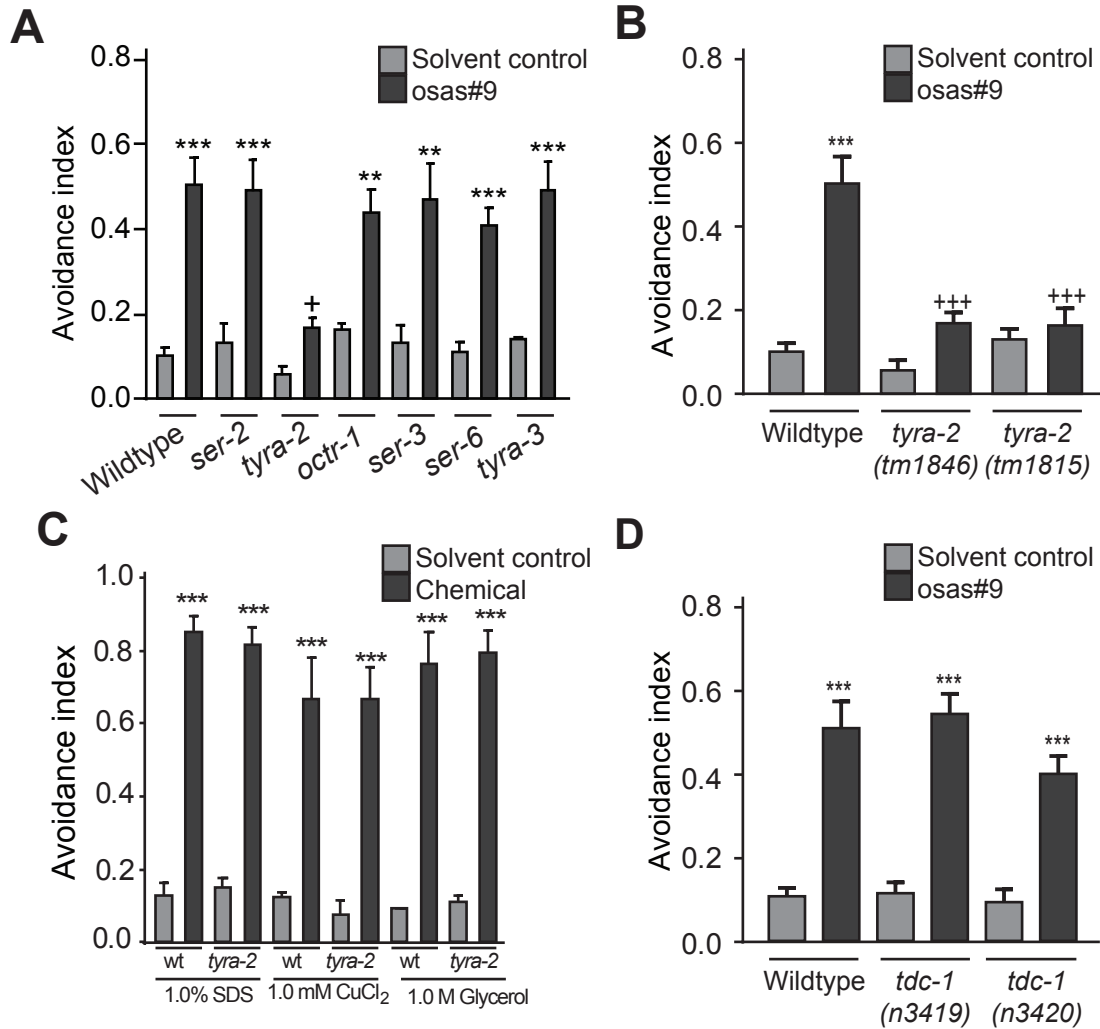 A
Solvent control
osas#9
Avoidance index
0.8
0.6
0.4
0.2
0.0
***
***
+
**
**
***
***
Wildtype
ser-2
tyra-2
octr-1
ser-3
ser-6
tyra-3
B
Solvent control
osas#9
Avoidance index
0.8
0.6
0.4
0.2
0.0
***
+++
+++
Wildtype
tyra-2
(tm1846)
tyra-2
(tm1815)
C
Solvent control
Chemical
Avoidance index
1.0
0.8
0.6
0.4
0.2
0.0
***
***
***
***
***
***
wt
tyra-2
wt
tyra-2
wt
tyra-2
1.0% SDS
1.0 mM CuCl₂
1.0 M Glycerol
D
Solvent control
osas#9
Avoidance index
0.8
0.6
0.4
0.2
0.0
***
***
***
Wildtype
tdc-1
(n3419)
tdc-1
(n3420)